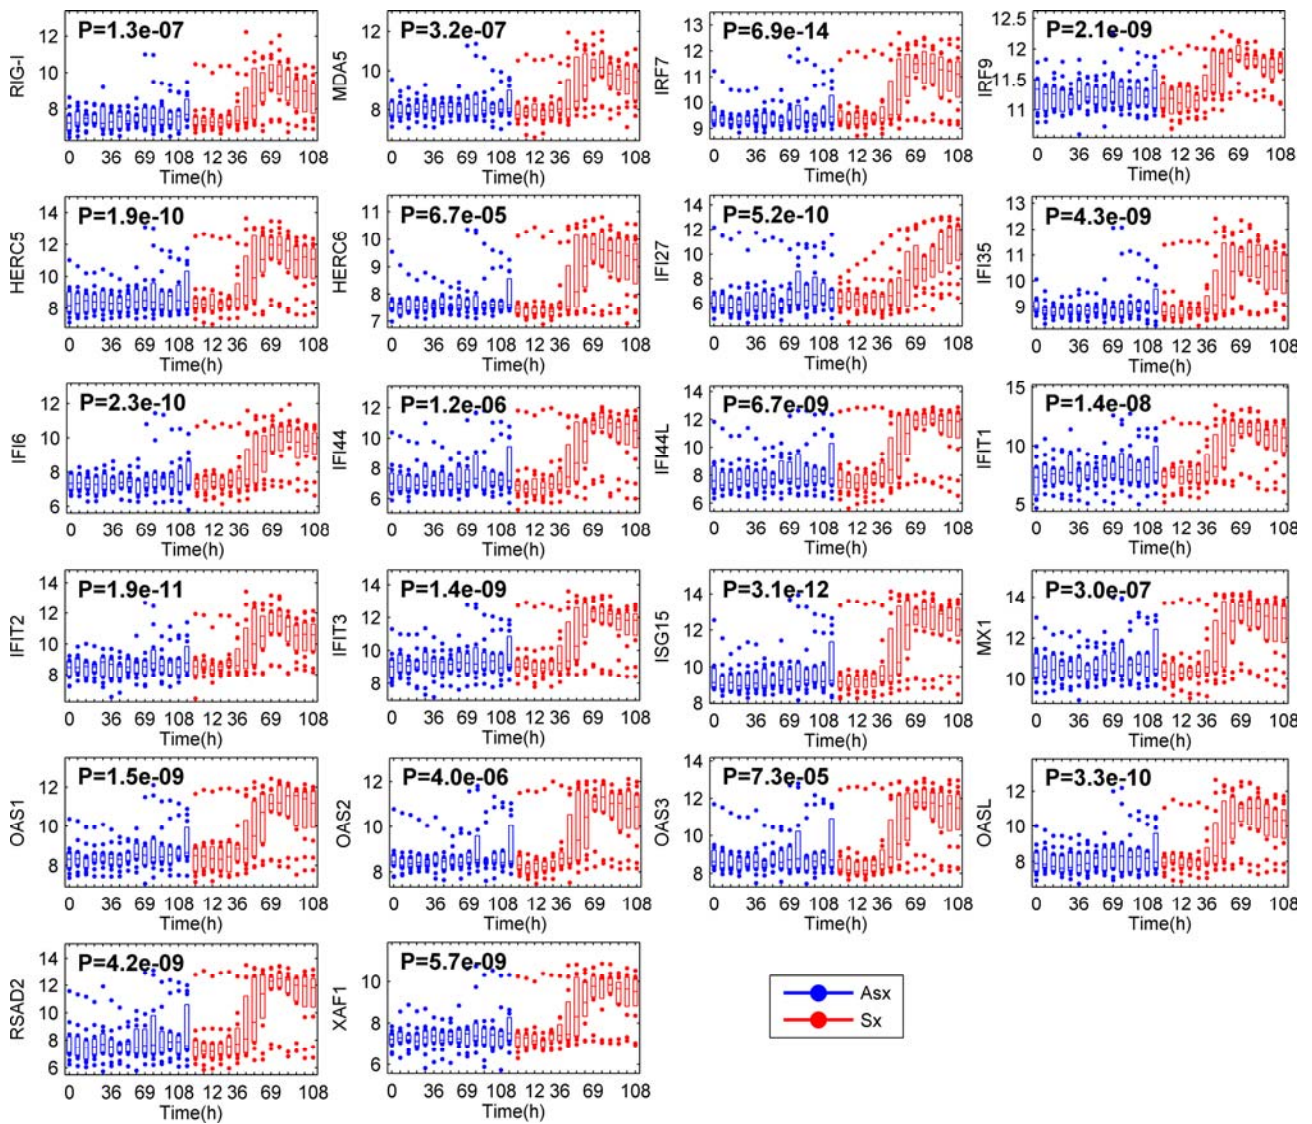 P=1.3e-07
12
10
8
RIG-I
0 36 69 108 12 36 69 108
Time(h)
P=3.2e-07
12
10
8
MDA5
0 36 69 108 12 36 69 108
Time(h)
P=6.9e-14
13
12
11
10
9
IRF7
0 36 69 108 12 36 69 108
Time(h)
P=2.1e-09
12.5
12
11.5
11
IRF9
0 36 69 108 12 36 69 108
Time(h)
P=1.9e-10
14
12
10
8
HERC5
0 36 69 108 12 36 69 108
Time(h)
P=6.7e-05
11
10
9
8
7
HERC6
0 36 69 108 12 36 69 108
Time(h)
P=5.2e-10
14
12
10
8
6
IFI27
0 36 69 108 12 36 69 108
Time(h)
P=4.3e-09
13
12
11
10
9
IFI35
0 36 69 108 12 36 69 108
Time(h)
P=2.3e-10
12
10
8
6
IFI6
0 36 69 108 12 36 69 108
Time(h)
P=1.2e-06
12
10
8
6
IFI44
0 36 69 108 12 36 69 108
Time(h)
P=6.7e-09
14
12
10
8
6
IFI44L
0 36 69 108 12 36 69 108
Time(h)
P=1.4e-08
15
10
5
IFIT1
0 36 69 108 12 36 69 108
Time(h)
P=1.9e-11
14
12
10
8
IFIT2
0 36 69 108 12 36 69 108
Time(h)
P=1.4e-09
14
12
10
8
IFIT3
0 36 69 108 12 36 69 108
Time(h)
P=3.1e-12
14
12
10
8
ISG15
0 36 69 108 12 36 69 108
Time(h)
P=3.0e-07
14
12
10
MX1
0 36 69 108 12 36 69 108
Time(h)
P=1.5e-09
12
10
8
OAS1
0 36 69 108 12 36 69 108
Time(h)
P=4.0e-06
12
10
8
OAS2
0 36 69 108 12 36 69 108
Time(h)
P=7.3e-05
14
12
10
8
OAS3
0 36 69 108 12 36 69 108
Time(h)
P=3.3e-10
14
12
10
8
OASL
0 36 69 108 12 36 69 108
Time(h)
P=4.2e-09
14
12
10
8
6
RSAD2
0 36 69 108 12 36 69 108
Time(h)
P=5.7e-09
10
8
6
XAF1
0 36 69 108 12 36 69 108
Time(h)
Asx
Sx